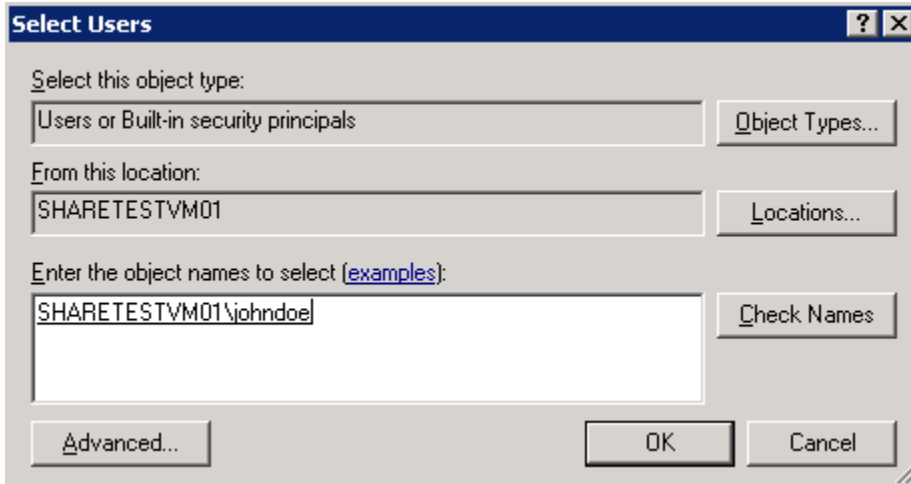 Select Users
Select this object type:
Users or Built-in security principals
Object Types...
From this location:
SHARETESTVM01
Locations...
Enter the object names to select (examples):
SHARETESTVM01\johndoe
Check Names
Advanced...
OK
Cancel